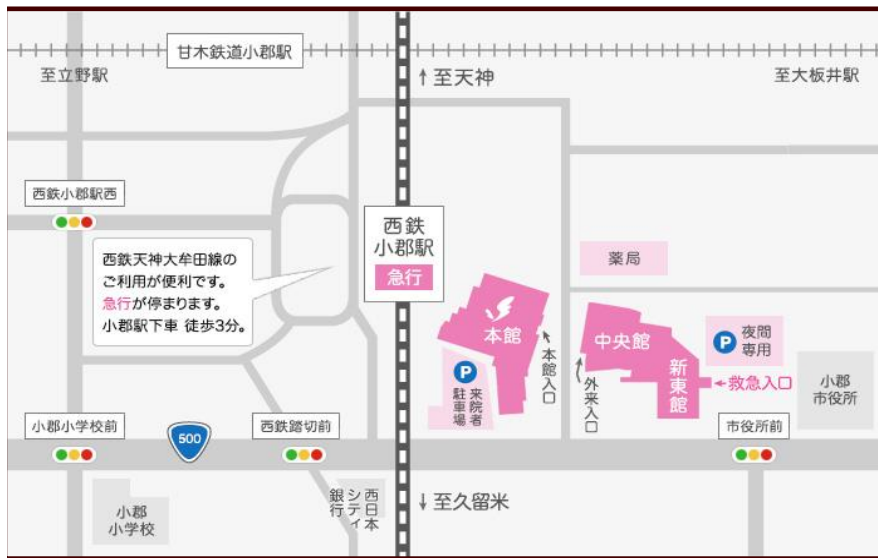 甘木鉄道小郡駅
至立野駅
↑至天神
至大板井駅
西鉄小郡駅西
西鉄
小郡駅
急行
西鉄天神大牟田線の
ご利用が便利です。
急行が停まります。
小郡駅下車 徒歩3分。
薬局
本館
中央館
新東館
P
夜間
専用
←救急入口
小郡
市役所
P
来院者
駐車場
本館入口
外来入口
小郡小学校前
500
西鉄踏切前
市役所前
小郡
小学校
西日本
シティ
銀行
↓至久留米